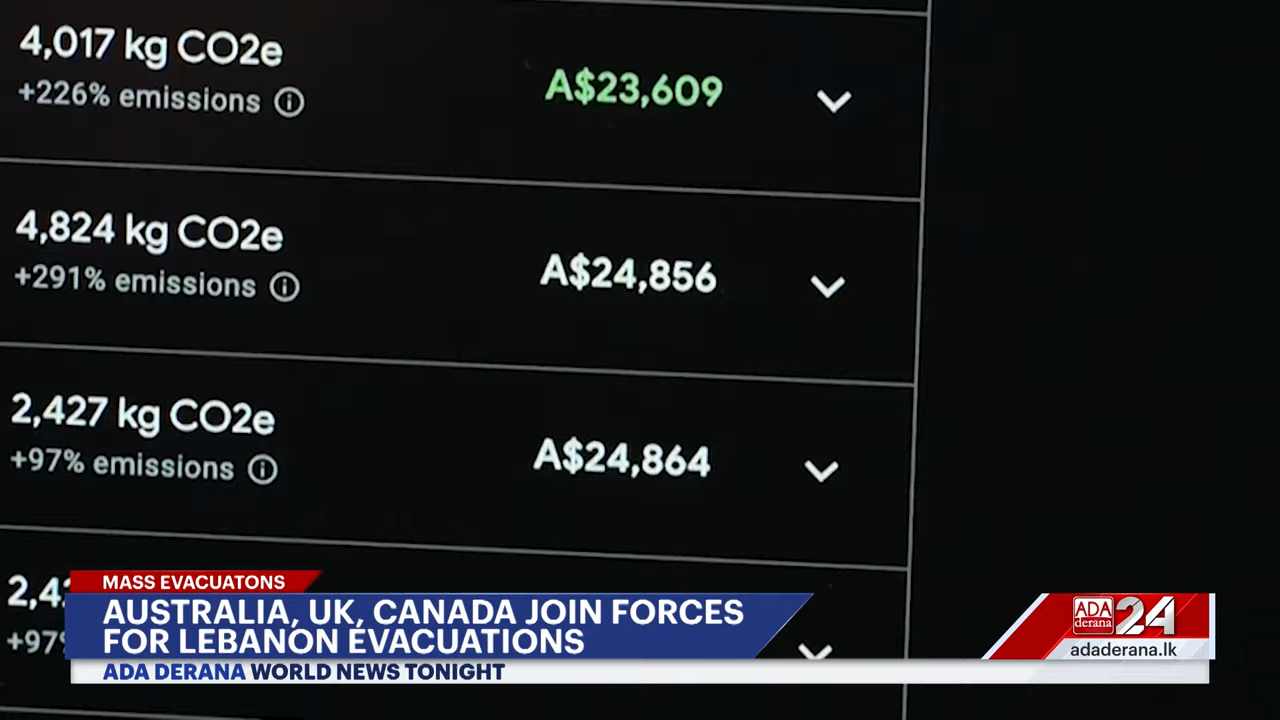 4,017 kg CO2e
+226% emissions
A$23,609
4,824 kg CO2e
+291% emissions
A$24,856
2,427 kg CO2e
+97% emissions
A$24,864
MASS EVACUATONS
AUSTRALIA, UK, CANADA JOIN FORCES
FOR LEBANON EVACUATIONS
ADA DERANA WORLD NEWS TONIGHT
ADA
derana 24
adaderana.lk